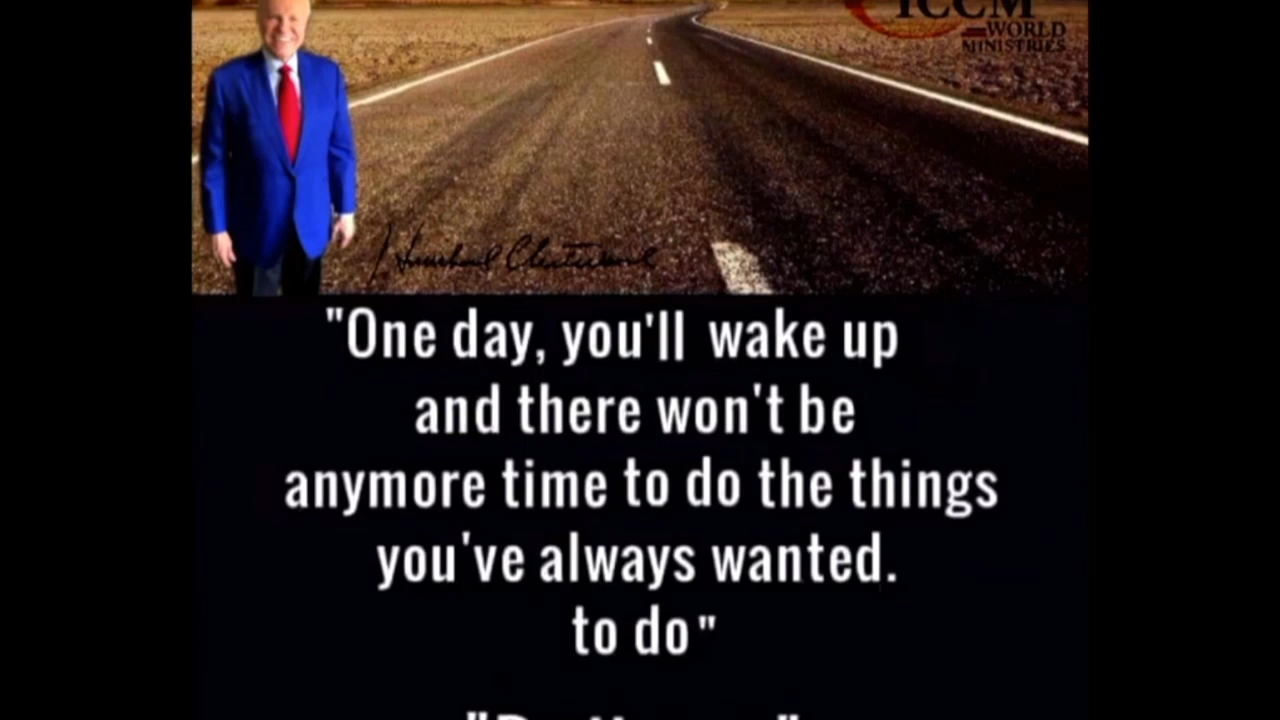 ICCM
WORLD
MINISTRIES
"One day, you'll wake up
and there won't be
anymore time to do the things
you've always wanted.
to do"